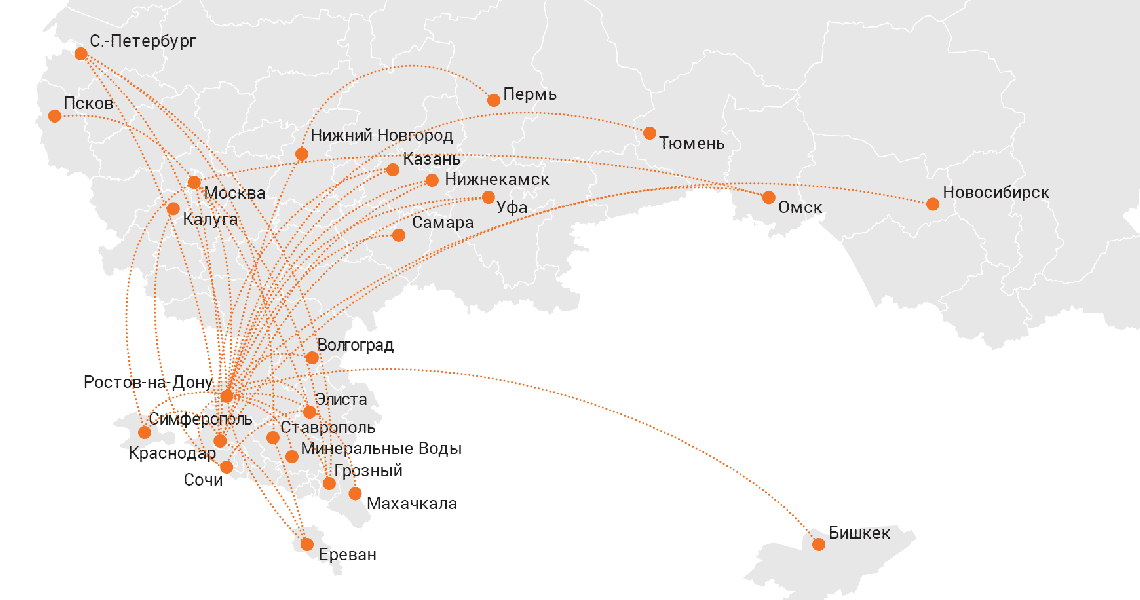 С.-Петербург
Пермь
Псков
Нижний Новгород
Тюмень
Казань
Нижнекамск
Москва
Новосибирск
Уфа
Омск
Калуга
Самара
Волгоград
Ростов-на-Дону
Элиста
Симферополь
Ставрополь
Минеральные Воды
Краснодар
Грозный
Сочи
Махачкала
Бишкек
Ереван